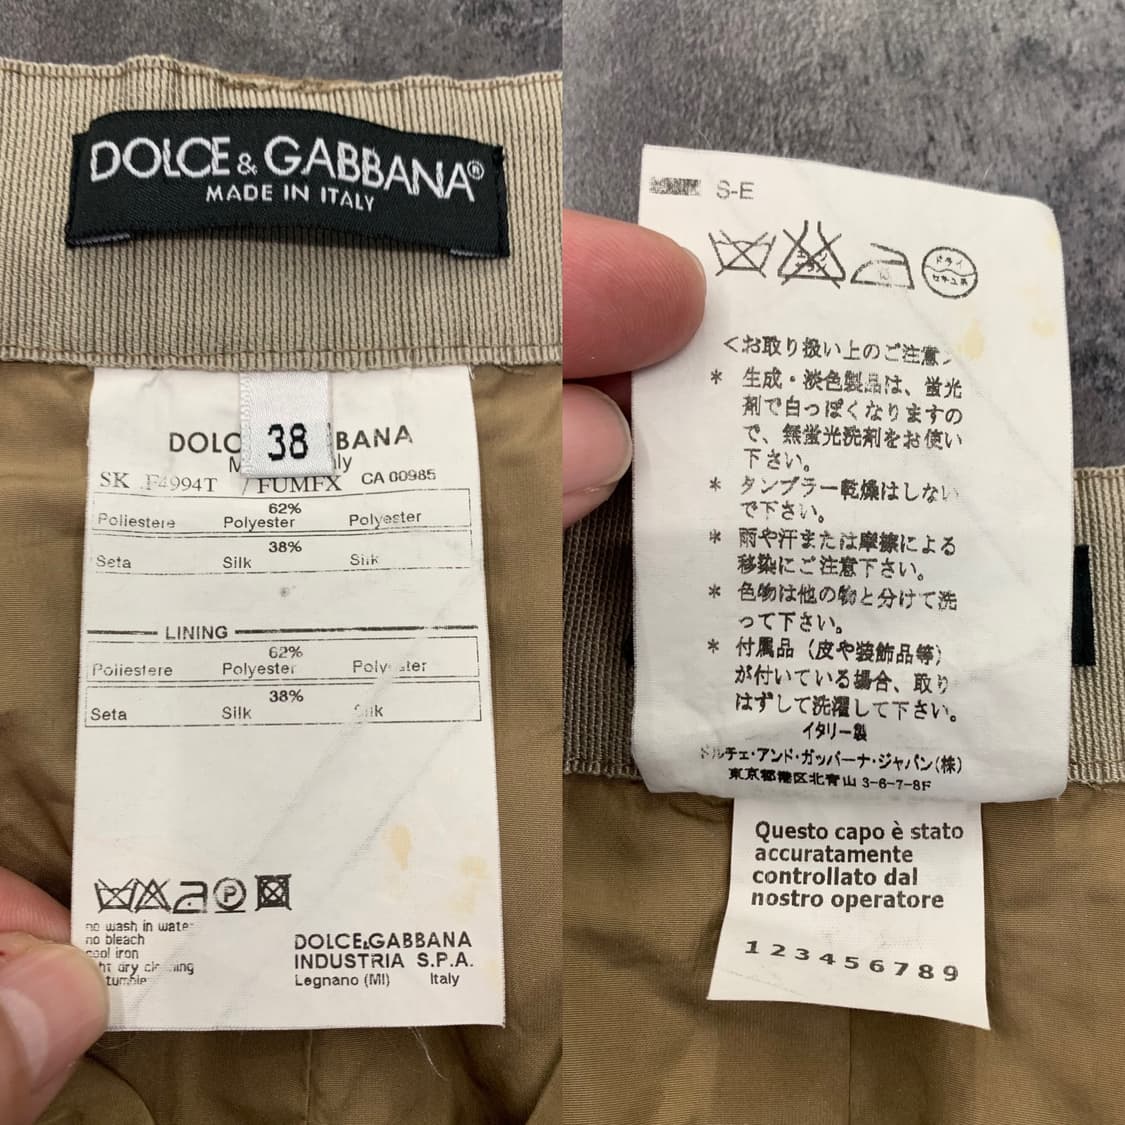 DOLCE & GABBANA®
MADE IN ITALY
38
SK F4994T / FUMFX CA 00985
62%
Poliestere Polyester Polyester
38%
Seta Silk Silk
LINING
62%
Poliestere Polyester Polyester
38%
Seta Silk Silk
P
no wash in water
no bleach
cool iron
dry
tumble
DOLCE&GABBANA
INDUSTRIA S.P.A.
Legnano (MI) Italy
S-E
ドライ
セキユ系
<お取り扱い上のご注意>
* 生成・淡色製品は、蛍光
剤で白っぽくなりますの
で、無蛍光洗剤をお使い
下さい。
* タンブラー乾燥はしない
で下さい。
* 雨や汗または摩擦による
移染にご注意下さい。
* 色物は他の物と分けて洗
って下さい。
* 付属品（皮や装飾品等）
が付いている場合、取り
はずして洗濯して下さい。
イタリー製
ドルチェ・アンド・ガッバーナ・ジャパン(株)
東京都港区北青山 3-6-7-8F
Questo capo è stato
accuratamente
controllato dal
nostro operatore
1 2 3 4 5 6 7 8 9